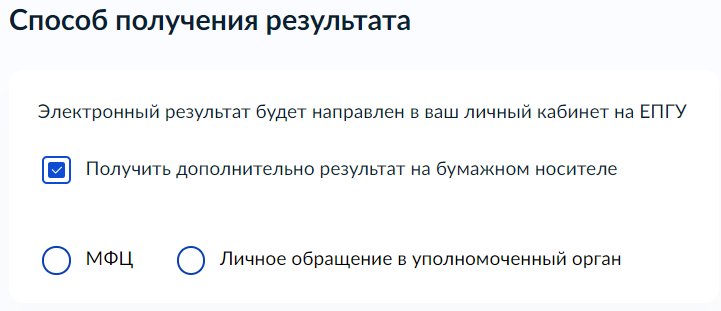 Способ получения результата
Электронный результат будет направлен в ваш личный кабинет на ЕПГУ
Получить дополнительно результат на бумажном носителе
МФЦ Личное обращение в уполномоченный орган